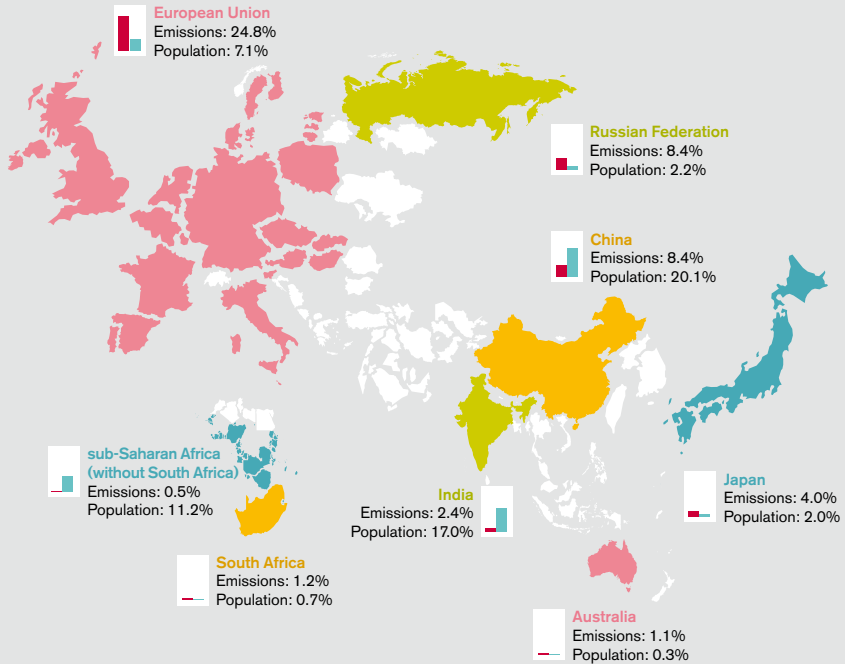 European Union
Emissions: 24.8%
Population: 7.1%
Russian Federation
Emissions: 8.4%
Population: 2.2%
China
Emissions: 8.4%
Population: 20.1%
sub-Saharan Africa
(without South Africa)
Emissions: 0.5%
Population: 11.2%
India
Emissions: 2.4%
Population: 17.0%
Japan
Emissions: 4.0%
Population: 2.0%
South Africa
Emissions: 1.2%
Population: 0.7%
Australia
Emissions: 1.1%
Population: 0.3%